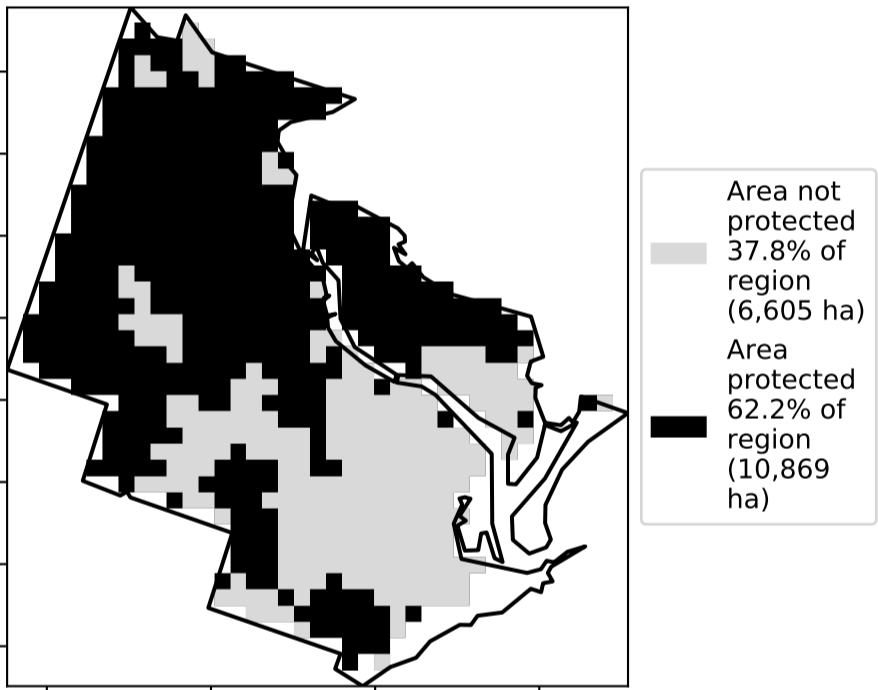 Area not
protected
37.8% of
region
(6,605 ha)
Area
protected
62.2% of
region
(10,869
ha)